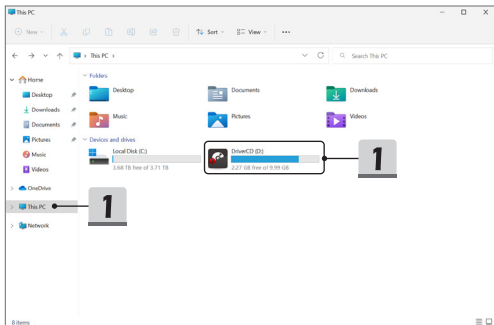 This PC
New
Sort
View
This PC
Search This PC
Home
Desktop
Downloads
Documents
Pictures
Music
Videos
OneDrive
This PC
Network
Folders
Desktop
Documents
Downloads
Music
Pictures
Videos
Devices and drives
Local Disk (C:)
3.68 TB free of 3.71 TB
DriverCD (D:)
2.27 GB free of 9.99 GB
1
1
8 items